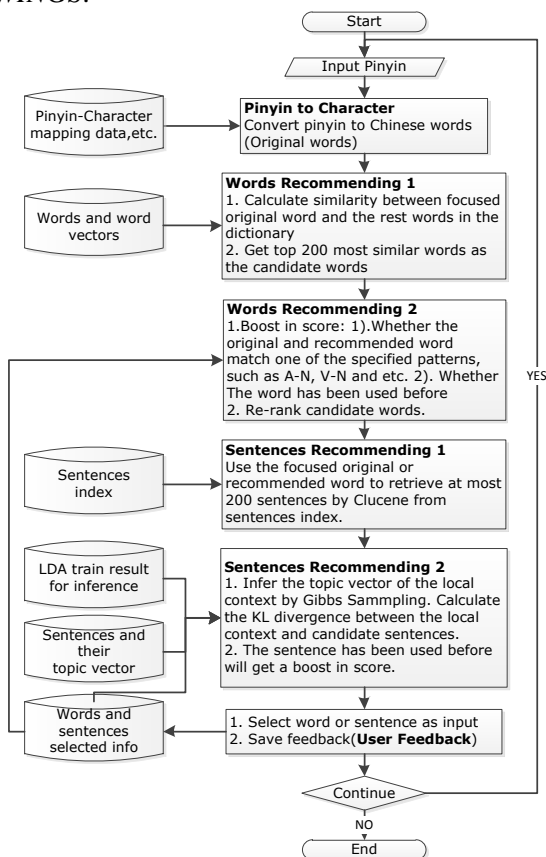 WINGS:
Start
Input Pinyin
Pinyin-Character
mapping data,etc.
Pinyin to Character
Convert pinyin to Chinese words
(Original words)
Words and word
vectors
Words Recommending 1
1. Calculate similarity between focused
original word and the rest words in the
dictionary
2. Get top 200 most similar words as
the candidate words
Words Recommending 2
1.Boost in score: 1).Whether the
original and recommended word
match one of the specified patterns,
such as A-N, V-N and etc. 2). Whether
The word has been used before
2. Re-rank candidate words.
YES
Sentences
index
Sentences Recommending 1
Use the focused original or
recommended word to retrieve at most
200 sentences by Clucene from
sentences index.
LDA train result
for inference
Sentences and
their
topic vector
Sentences Recommending 2
1. Infer the topic vector of the local
context by Gibbs Sammpling. Calculate
the KL divergence between the local
context and candidate sentences.
2. The sentence has been used before
will get a boost in score.
Words and
sentences
selected info
1. Select word or sentence as input
2. Save feedback(User Feedback)
Continue
NO
End